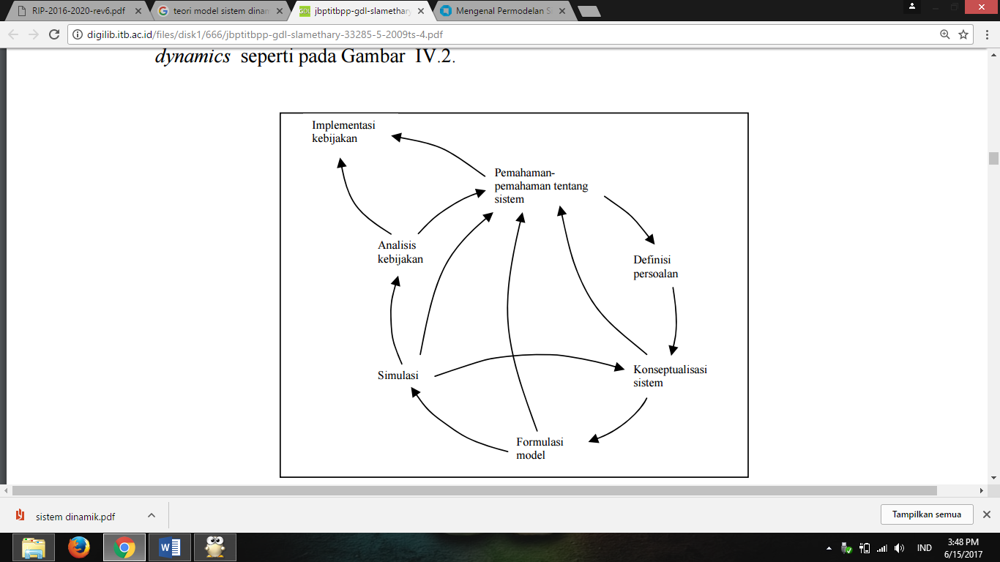 RIP-2016-2020-rev6.pdf
teori model sistem dinam
jbptitbpp-gdl-slamethary
Mengenal Permodelan S
digilib.itb.ac.id/files/disk1/666/jbptitbpp-gdl-slamethary-33285-5-2009ts-4.pdf
dynamics seperti pada Gambar IV.2.
Implementasi
kebijakan
Pemahaman-
pemahaman tentang
sistem
Analisis
kebijakan
Definisi
persoalan
Simulasi
Konseptualisasi
sistem
Formulasi
model
sistem dinamik.pdf
Tampilkan semua
IND
3:48 PM
6/15/2017